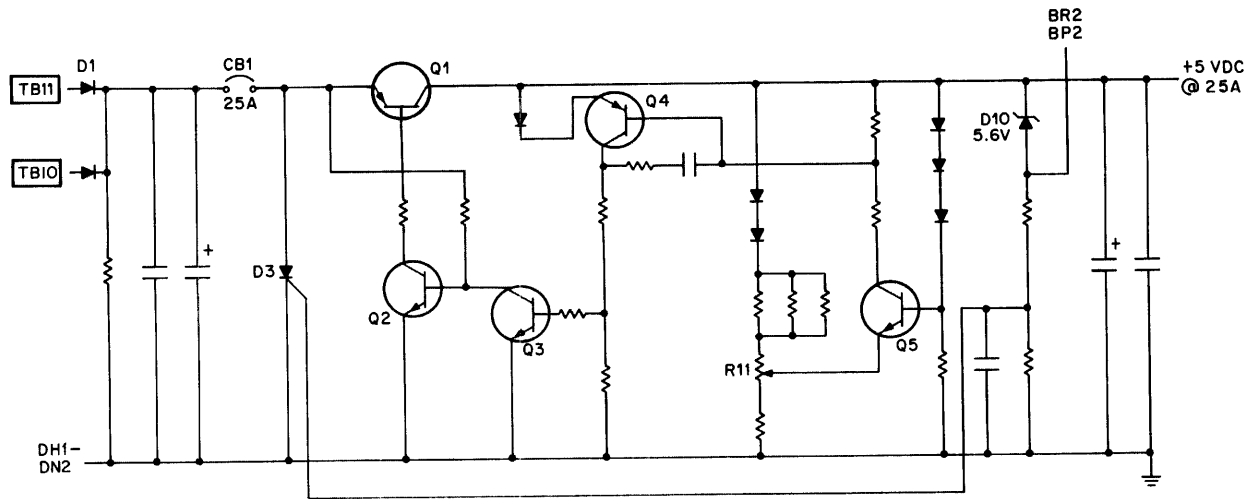 BR2
BP2
D1
CB1
Q1
+5 VDC
@ 25A
TB11
25A
Q4
D10
5.6V
TB10
+
+
D3
Q2
Q3
Q5
R11
DH1-
DN2